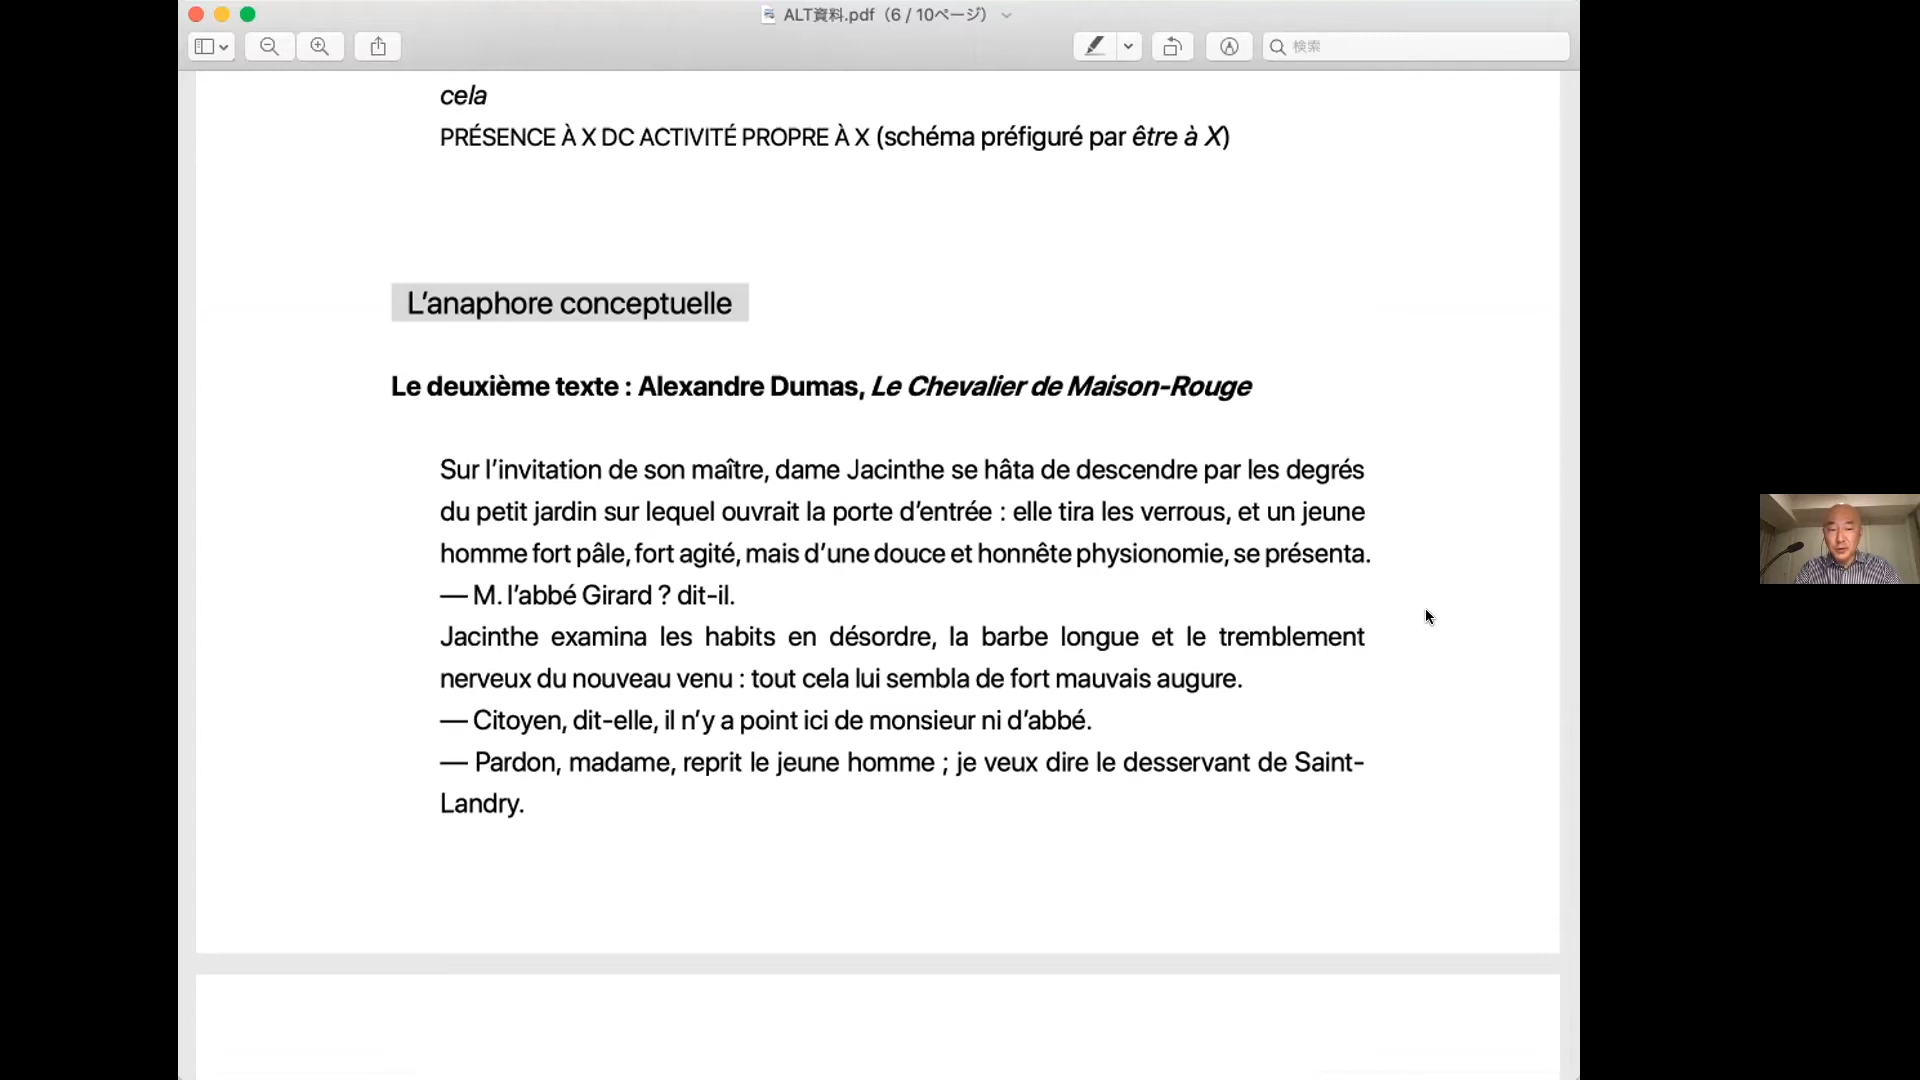 ALT資料.pdf（6 / 10ページ）
検索
cela
PRÉSENCE À X DC ACTIVITÉ PROPRE À X (schéma préfiguré par être à X)
L’anaphore conceptuelle
Le deuxième texte : Alexandre Dumas, Le Chevalier de Maison-Rouge
Sur l’invitation de son maître, dame Jacinthe se hâta de descendre par les degrés
du petit jardin sur lequel ouvrait la porte d’entrée : elle tira les verrous, et un jeune
homme fort pâle, fort agité, mais d’une douce et honnête physionomie, se présenta.
— M. l’abbé Girard ? dit-il.
Jacinthe examina les habits en désordre, la barbe longue et le tremblement
nerveux du nouveau venu : tout cela lui sembla de fort mauvais augure.
— Citoyen, dit-elle, il n’y a point ici de monsieur ni d’abbé.
— Pardon, madame, reprit le jeune homme ; je veux dire le desservant de Saint-
Landry.